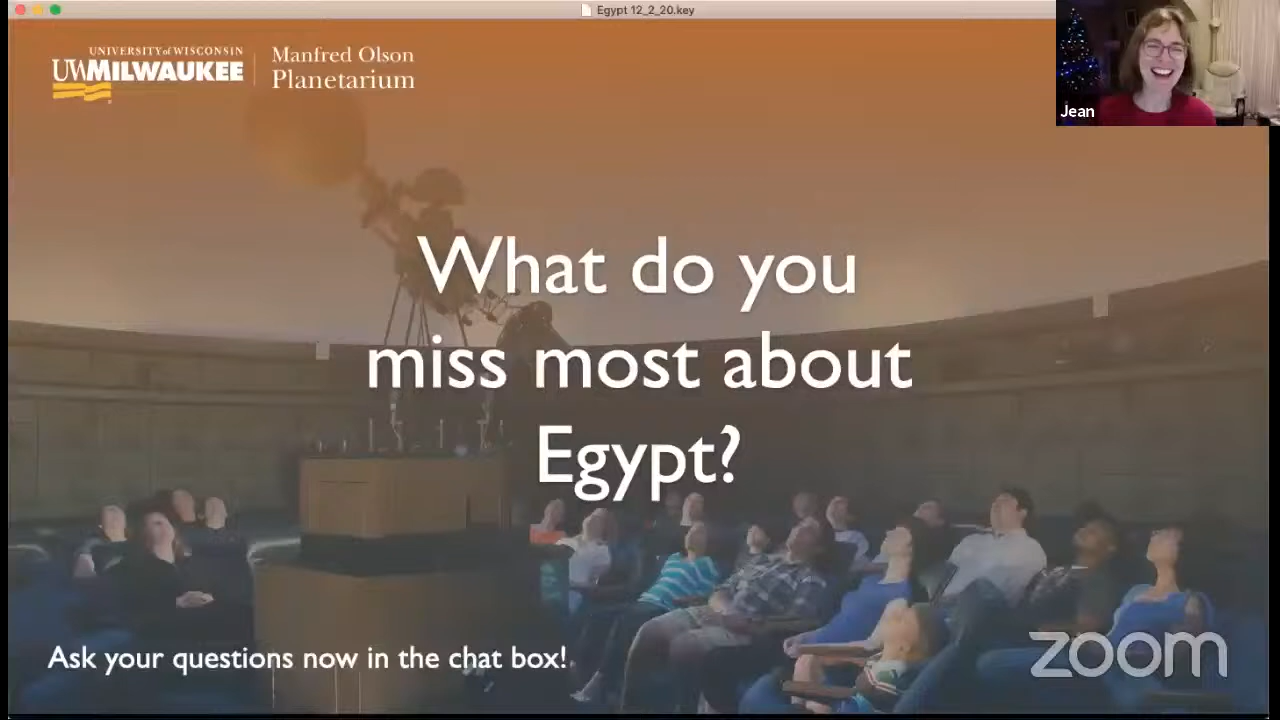 Egypt 12_2_20.key
UNIVERSITY of WISCONSIN
UWMILWAUKEE
Manfred Olson
Planetarium
Jean
What do you
miss most about
Egypt?
Ask your questions now in the chat box!
zoom